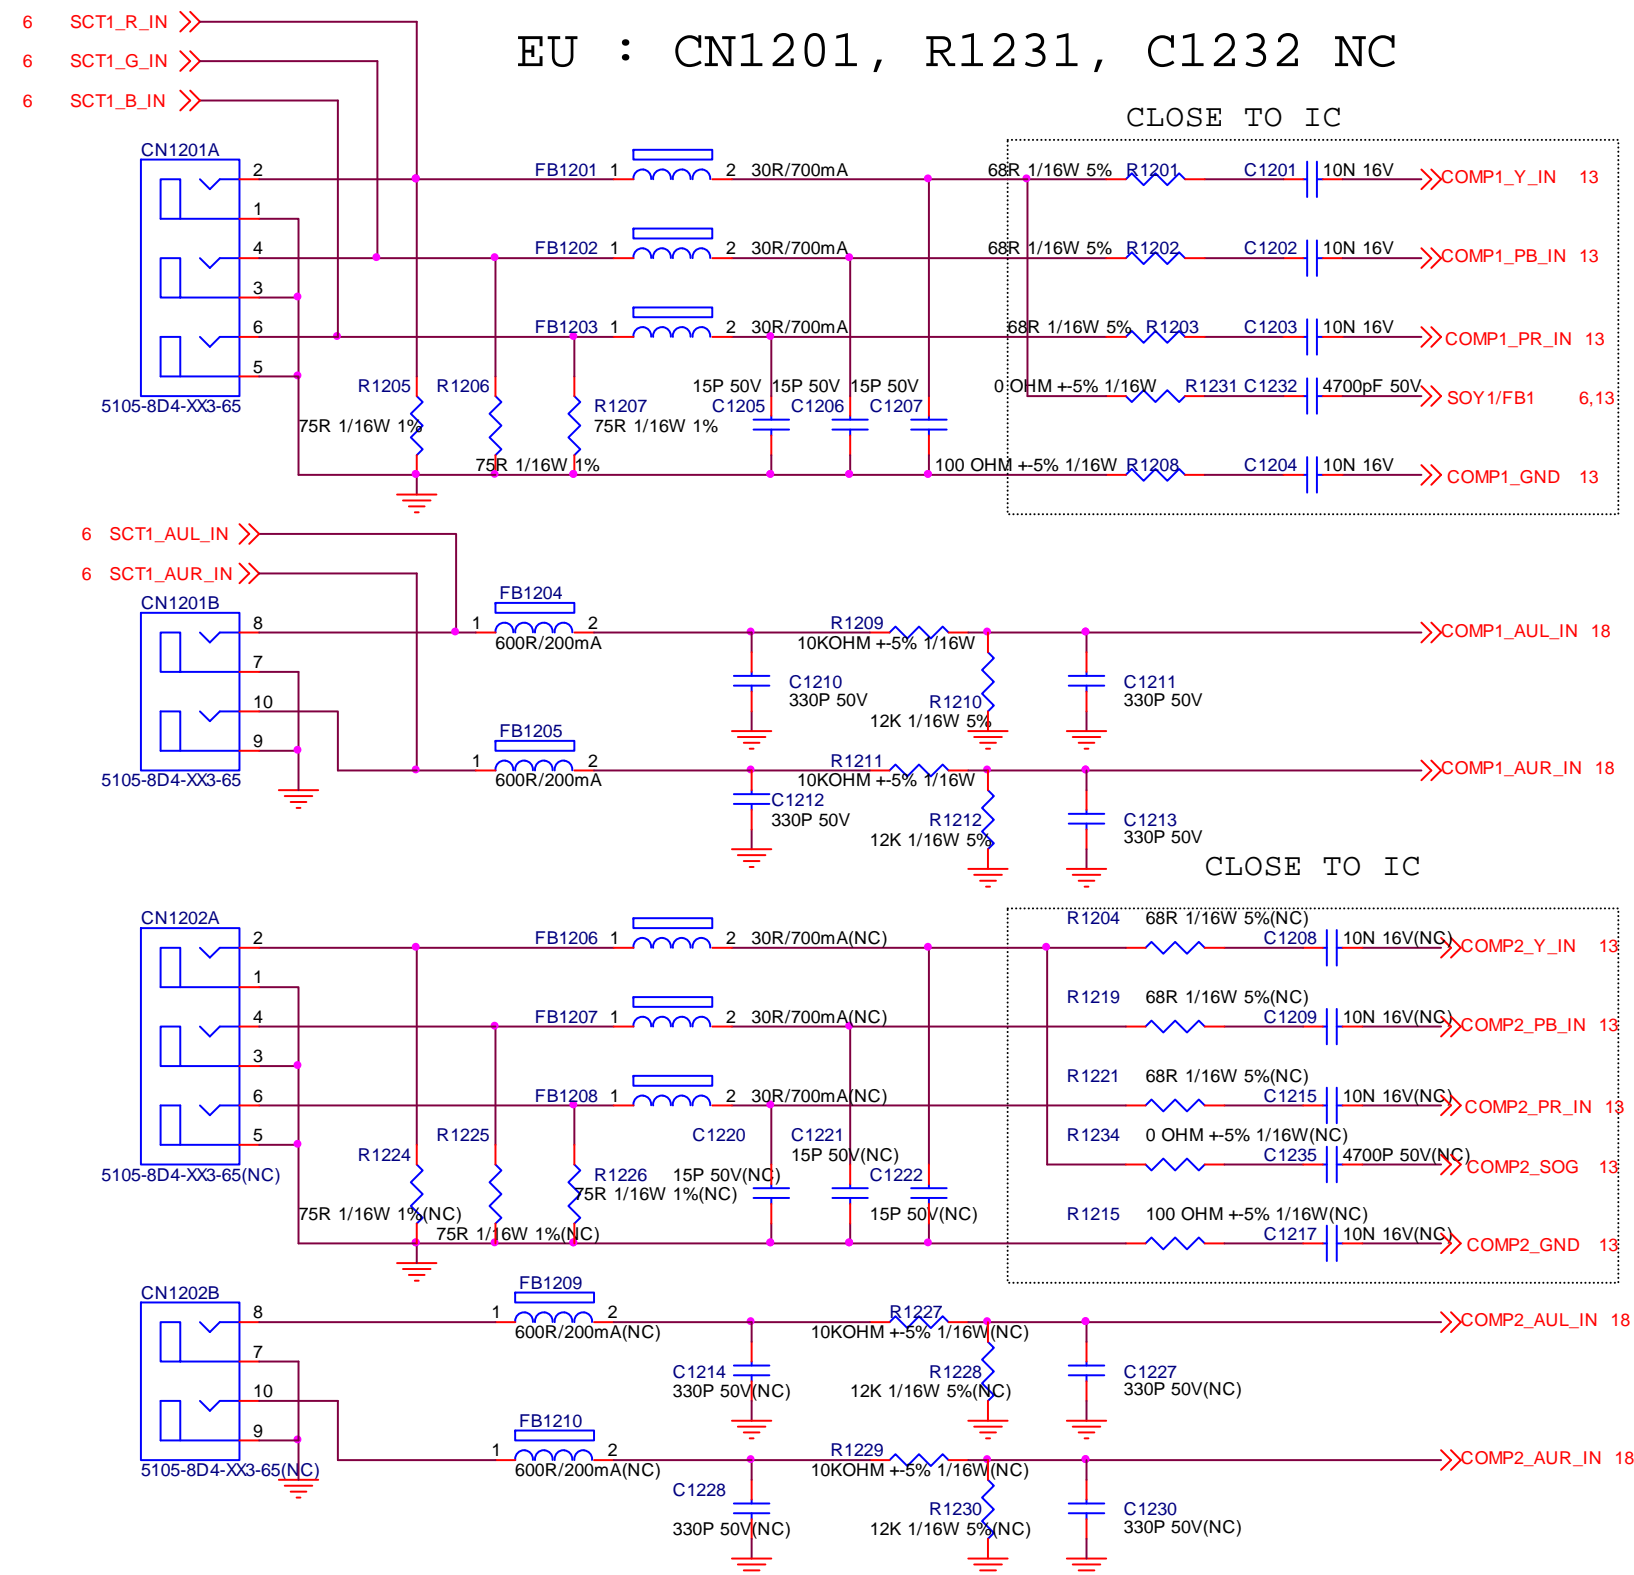 6 SCT1_R_IN
EU : CN1201, R1231, C1232 NC
6 SCT1_G_IN
6 SCT1_B_IN
CLOSE TO IC
CN1201A
2 FB1201 1 2 30R/700mA 68R 1/16W 5% R1201 C1201 10N 16V COMP1_Y_IN 13
1
4 FB1202 1 2 30R/700mA 68R 1/16W 5% R1202 C1202 10N 16V COMP1_PB_IN 13
3
6 FB1203 1 2 30R/700mA 68R 1/16W 5% R1203 C1203 10N 16V COMP1_PR_IN 13
5
R1205 R1206 15P 50V 15P 50V 15P 50V 0 OHM +-5% 1/16W R1231 C1232 4700pF 50V SOY1/FB1 6,13
5105-8D4-XX3-65 R1207 C1205 C1206 C1207
75R 1/16W 1% 75R 1/16W 1%
75R 1/16W 1% 100 OHM +-5% 1/16W R1208 C1204 10N 16V COMP1_GND 13
6 SCT1_AUL_IN
6 SCT1_AUR_IN
CN1201B FB1204
8 1 2 R1209 COMP1_AUL_IN 18
600R/200mA 10KOHM +-5% 1/16W
7
C1210 C1211
10 330P 50V R1210 330P 50V
12K 1/16W 5%
9 FB1205
1 2 R1211 COMP1_AUR_IN 18
5105-8D4-XX3-65 600R/200mA 10KOHM +-5% 1/16W
C1212
330P 50V R1212 C1213
12K 1/16W 5% 330P 50V
CLOSE TO IC
CN1202A R1204 68R 1/16W 5%(NC)
2 FB1206 1 2 30R/700mA(NC) C1208 10N 16V(NC) COMP2_Y_IN 13
1
R1219 68R 1/16W 5%(NC)
4 FB1207 1 2 30R/700mA(NC) C1209 10N 16V(NC) COMP2_PB_IN 13
3
R1221 68R 1/16W 5%(NC)
6 FB1208 1 2 30R/700mA(NC) C1215 10N 16V(NC) COMP2_PR_IN 13
5 R1225 C1220 C1221 R1234 0 OHM +-5% 1/16W(NC)
R1224 15P 50V(NC) C1235 4700P 50V(NC) COMP2_SOG 13
5105-8D4-XX3-65(NC) R1226 15P 50V(NC) C1222
75R 1/16W 1%(NC)
75R 1/16W 1%(NC) 15P 50V(NC) R1215 100 OHM +-5% 1/16W(NC)
75R 1/16W 1%(NC) C1217 10N 16V(NC) COMP2_GND 13
CN1202B FB1209
8 1 2 R1227 COMP2_AUL_IN 18
600R/200mA(NC) 10KOHM +-5% 1/16W(NC)
7
C1214 R1228 C1227
10 330P 50V(NC) 12K 1/16W 5%(NC) 330P 50V(NC)
FB1210
9 1 2 R1229 COMP2_AUR_IN 18
5105-8D4-XX3-65(NC) 600R/200mA(NC) 10KOHM +-5% 1/16W(NC)
C1228
R1230 C1230
330P 50V(NC) 12K 1/16W 5%(NC) 330P 50V(NC)